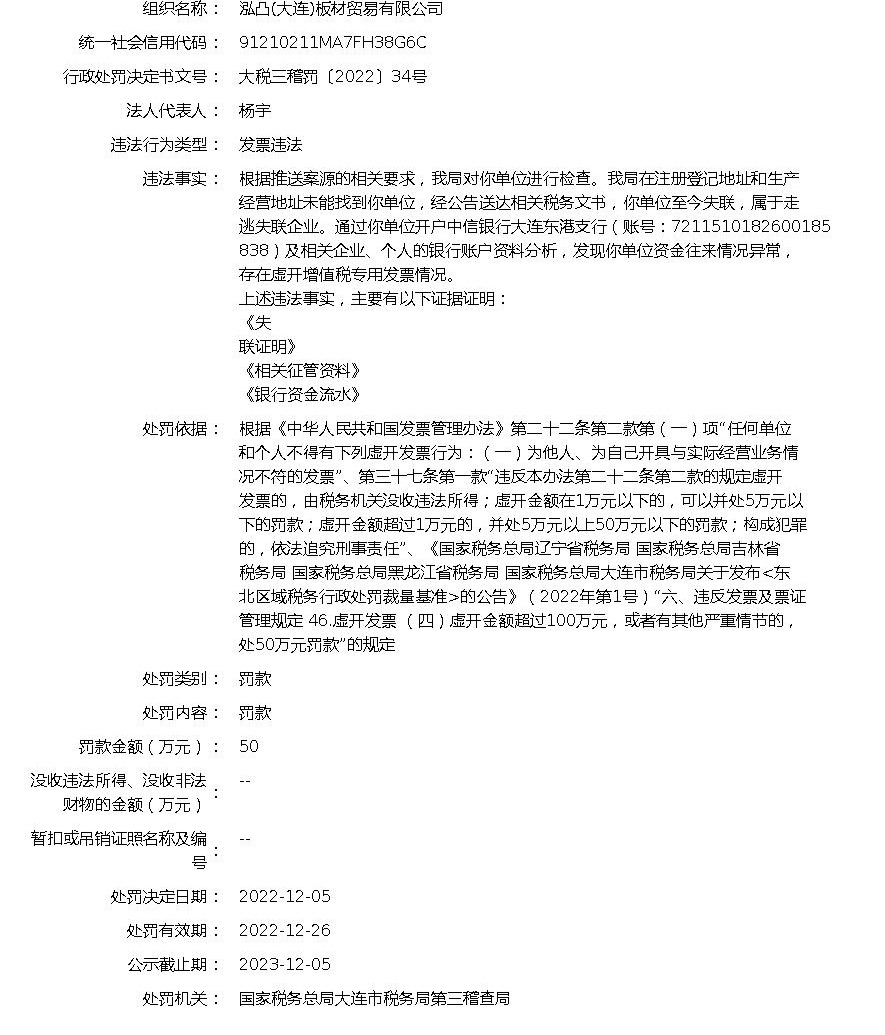 组织名称： 泓凸(大连)板材贸易有限公司
统一社会信用代码： 91210211MA7FH38G6C
行政处罚决定书文号： 大税三稽罚〔2022〕34号
法人代表人： 杨宇
违法行为类型： 发票违法
违法事实： 根据推送案源的相关要求，我局对你单位进行检查。我局在注册登记地址和生产
经营地址未能找到你单位，经公告送达相关税务文书，你单位至今失联，属于走
逃失联企业。通过你单位开户中信银行大连东港支行（账号：7211510182600185
838）及相关企业、个人的银行账户资料分析，发现你单位资金往来情况异常，
存在虚开增值税专用发票情况。
上述违法事实，主要有以下证据证明：
《失
联证明》
《相关征管资料》
《银行资金流水》
处罚依据： 根据《中华人民共和国发票管理办法》第二十二条第二款第（一）项“任何单位
和个人不得有下列虚开发票行为：（一）为他人、为自己开具与实际经营业务情
况不符的发票”、第三十七条第一款“违反本办法第二十二条第二款的规定虚开
发票的，由税务机关没收违法所得；虚开金额在1万元以下的，可以并处5万元以
下的罚款；虚开金额超过1万元的，并处5万元以上50万元以下的罚款；构成犯罪
的，依法追究刑事责任”、《国家税务总局辽宁省税务局 国家税务总局吉林省
税务局 国家税务总局黑龙江省税务局 国家税务总局大连市税务局关于发布<东
北区域税务行政处罚裁量基准>的公告》（2022年第1号）“六、违反发票及票证
管理规定 46.虚开发票 （四）虚开金额超过100万元，或者有其他严重情节的，
处50万元罚款”的规定
处罚类别： 罚款
处罚内容： 罚款
罚款金额（万元）： 50
没收违法所得、没收非法
财物的金额（万元）： --
暂扣或吊销证照名称及编
号： --
处罚决定日期： 2022-12-05
处罚有效期： 2022-12-26
公示截止期： 2023-12-05
处罚机关： 国家税务总局大连市税务局第三稽查局